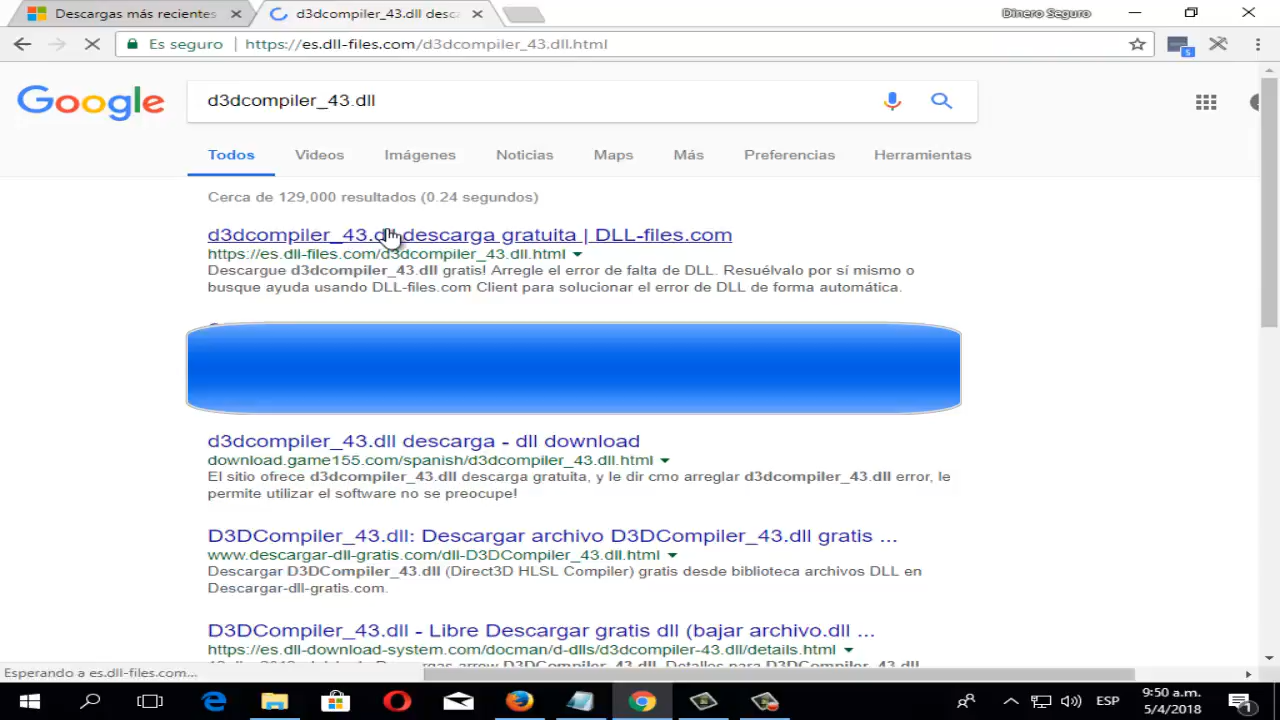 Descargas más recientes
d3dcompiler_43.dll desc
Dinero Seguro
Es seguro
https://es.dll-files.com/d3dcompiler_43.dll.html
5
Google
d3dcompiler_43.dll
Todos
Videos
Imágenes
Noticias
Maps
Más
Preferencias
Herramientas
Cerca de 129,000 resultados (0.24 segundos)
d3dcompiler_43.dll descarga gratuita | DLL-files.com
https://es.dll-files.com/d3dcompiler_43.dll.html
Descargue d3dcompiler_43.dll gratis! Arregle el error de falta de DLL. Resuélvalo por sí mismo o
busque ayuda usando DLL-files.com Client para solucionar el error de DLL de forma automática.
d3dcompiler_43.dll descarga - dll download
download.game155.com/spanish/d3dcompiler_43.dll.html
El sitio ofrece d3dcompiler_43.dll descarga gratuita, y le dir cmo arreglar d3dcompiler_43.dll error, le
permite utilizar el software no se preocupe!
D3DCompiler_43.dll: Descargar archivo D3DCompiler_43.dll gratis ...
www.descargar-dll-gratis.com/dll-D3DCompiler_43.dll.html
Descargar D3DCompiler_43.dll (Direct3D HLSL Compiler) gratis desde biblioteca archivos DLL en
Descargar-dll-gratis.com.
D3DCompiler_43.dll - Libre Descargar gratis dll (bajar archivo.dll ...
https://es.dll-download-system.com/docman/d-dlls/d3dcompiler-43.dll/details.html
Esperando a es.dll-files.com...
ESP
9:50 a.m.
5/4/2018
1